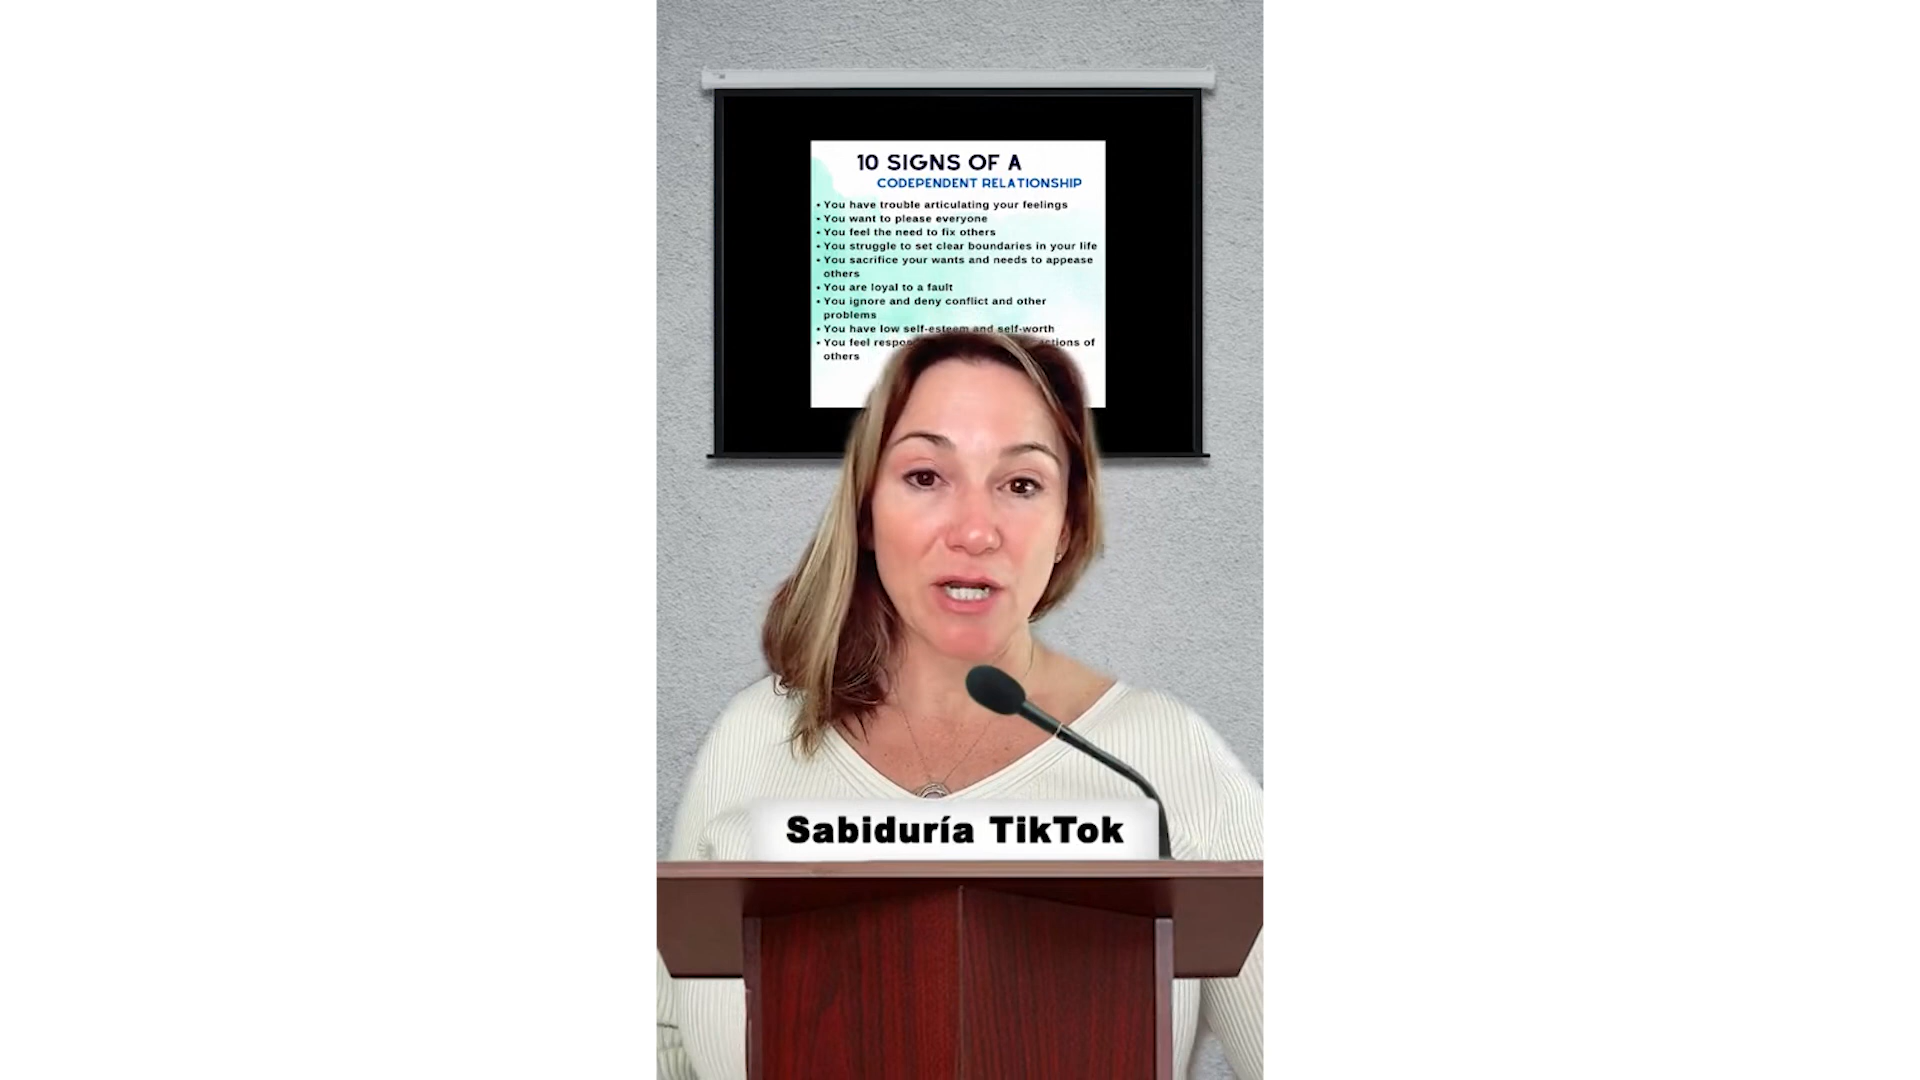 10 SIGNS OF A
CODEPENDENT RELATIONSHIP
• You have trouble articulating your feelings
• You want to please everyone
• You feel the need to fix others
• You struggle to set clear boundaries in your life
• You sacrifice your wants and needs to appease
others
• You are loyal to a fault
• You ignore and deny conflict and other
problems
• You have low self-esteem and self-worth
• You feel of
others
Sabiduría TikTok